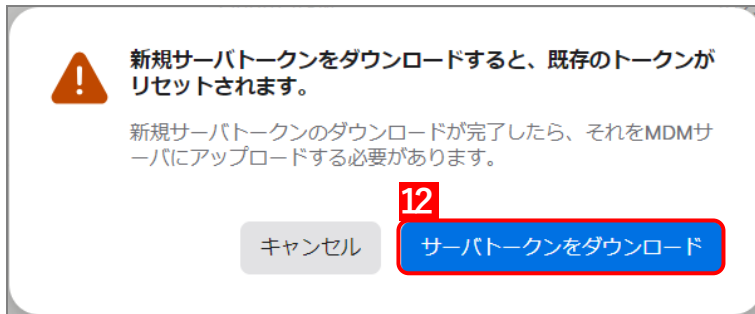 新規サーバトークンをダウンロードすると、既存のトークンが
リセットされます。
新規サーバトークンのダウンロードが完了したら、それをMDMサ
ーバにアップロードする必要があります。
12
キャンセル
サーバトークンをダウンロード